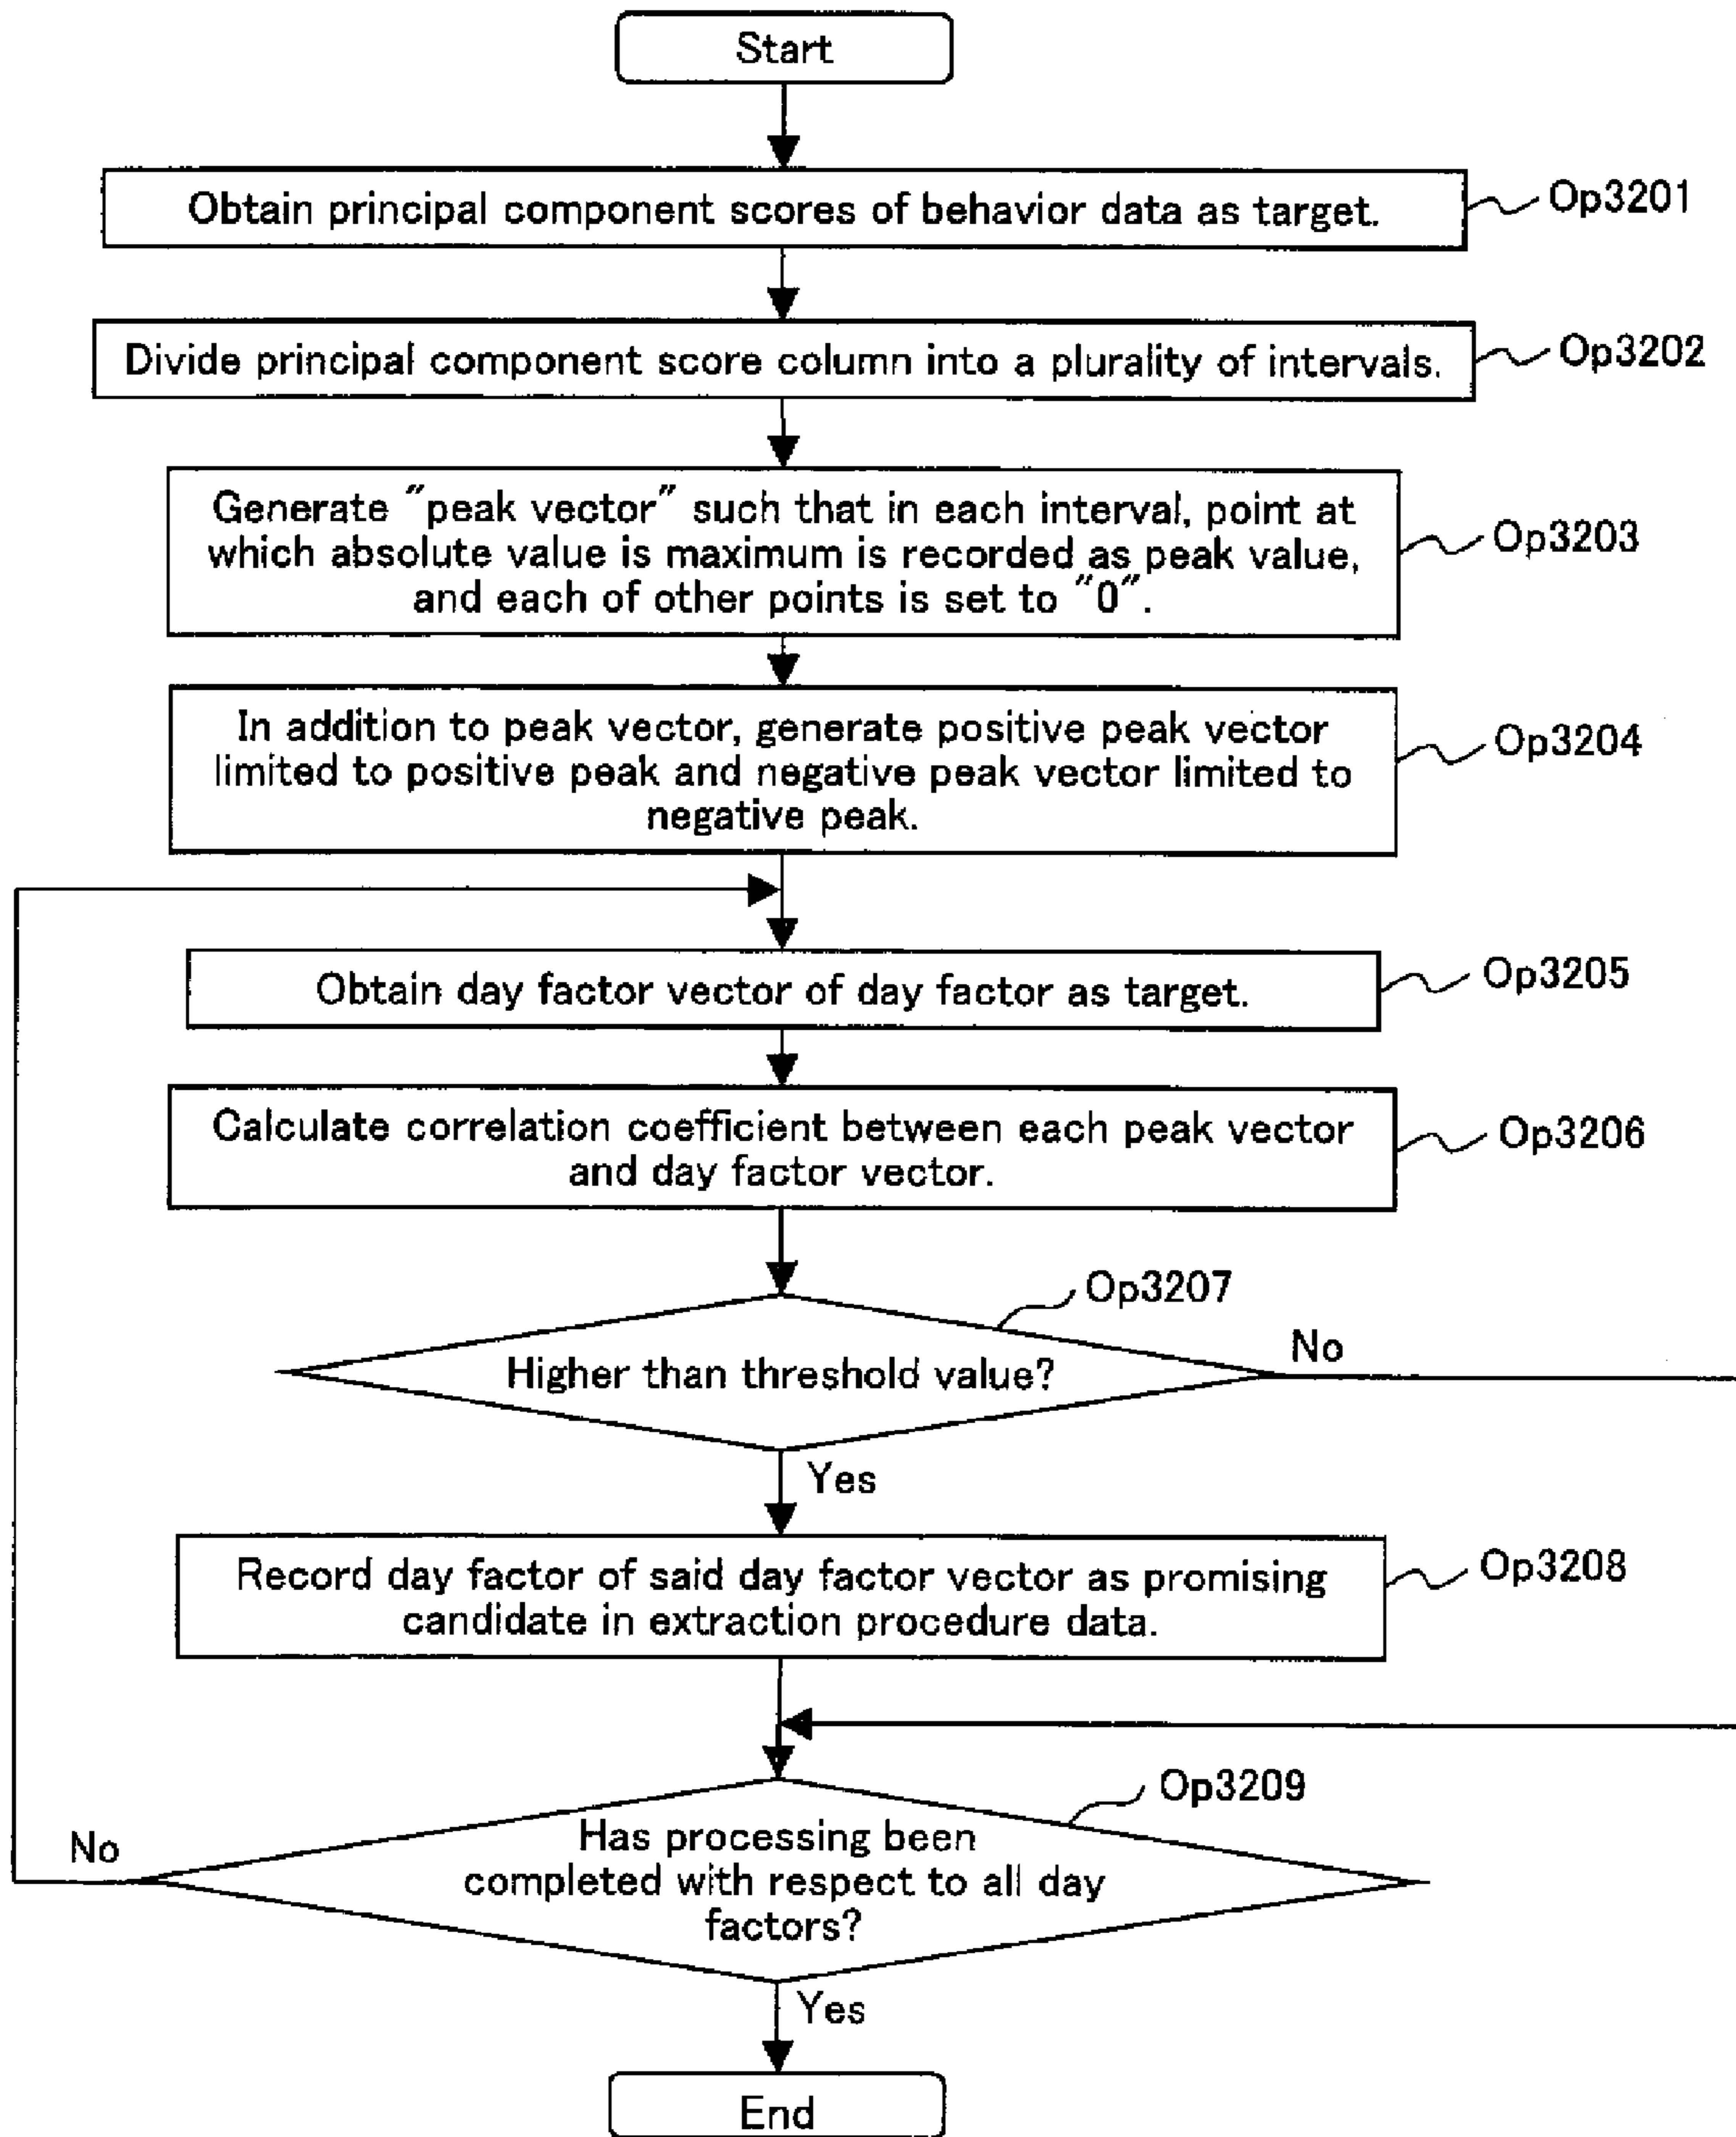 Start
Obtain principal component scores of behavior data as target.
Op3201
Divide principal component score column into a plurality of intervals.
Op3202
Generate "peak vector" such that in each interval, point at
which absolute value is maximum is recorded as peak value,
and each of other points is set to "0".
Op3203
In addition to peak vector, generate positive peak vector
limited to positive peak and negative peak vector limited to
negative peak.
Op3204
Obtain day factor vector of day factor as target.
Op3205
Calculate correlation coefficient between each peak vector
and day factor vector.
Op3206
Op3207
Higher than threshold value?
No
Yes
Record day factor of said day factor vector as promising
candidate in extraction procedure data.
Op3208
Op3209
Has processing been
completed with respect to all day
factors?
No
Yes
End